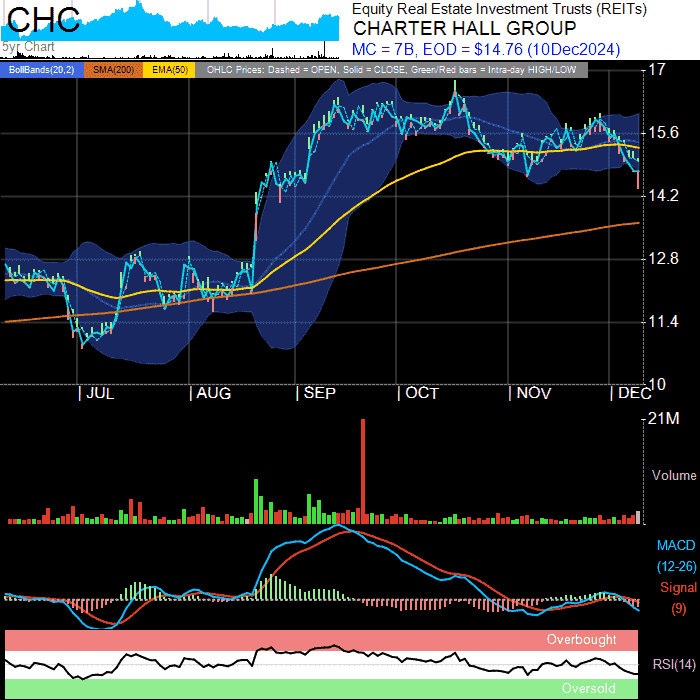 CHC
5yr Chart
Equity Real Estate Investment Trusts (REITs)
CHARTER HALL GROUP
MC = 7B, EOD = $14.76 (10Dec2024)
BollBands(20,2) SMA(200) EMA(50) OHLC Prices: Dashed = OPEN, Solid = CLOSE, Green/Red bars = Intra-day HIGH/LOW
17
15.6
14.2
12.8
11.4
10
| JUL | AUG | SEP | OCT | NOV | DEC
21M
Volume
MACD
(12-26)
Signal
(9)
Overbought
RSI(14)
Oversold